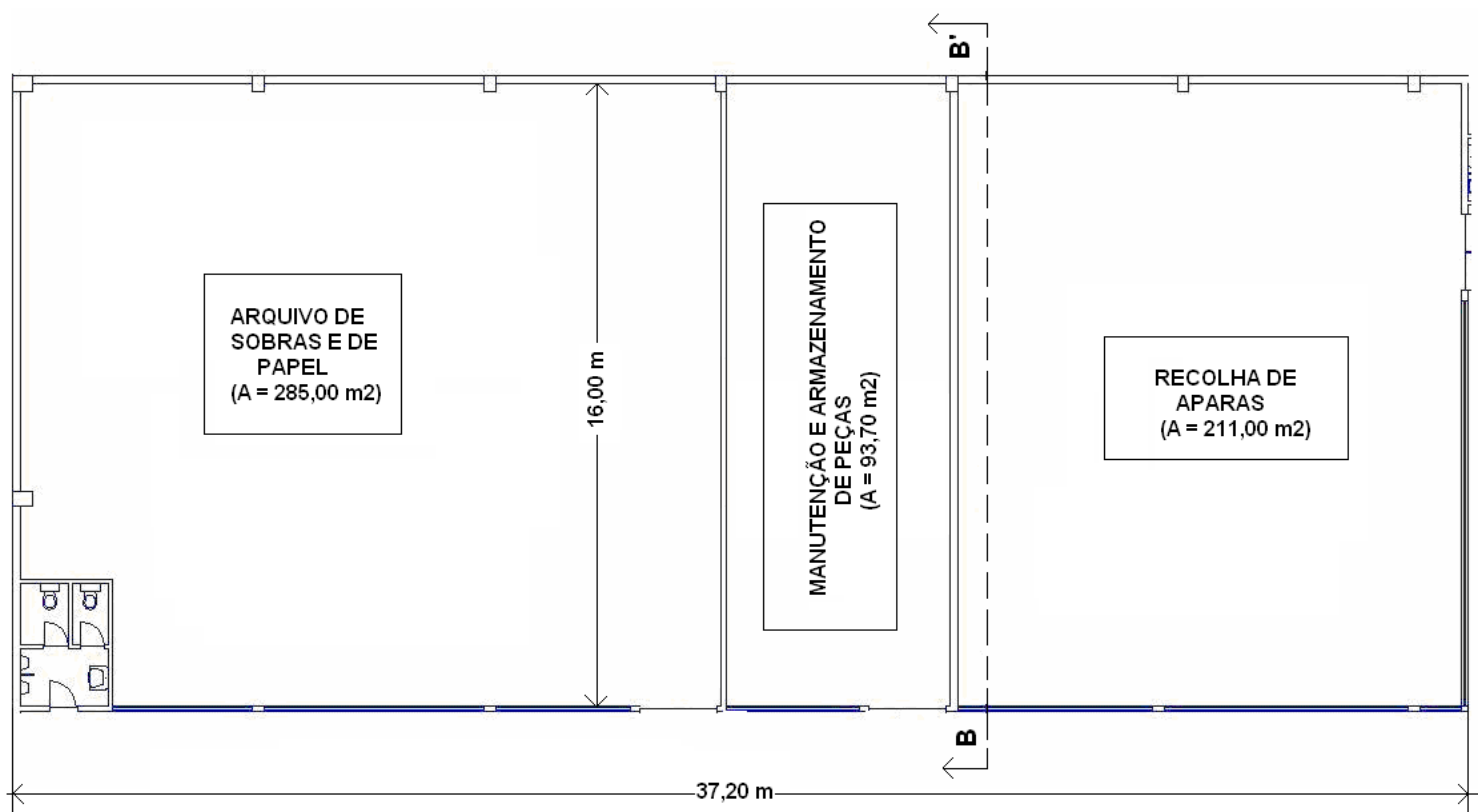 B'
ARQUIVO DE
SOBRAS E DE
PAPEL
(A = 285,00 m2)
16,00 m
MANUTENÇÃO E ARMAZENAMENTO
DE PEÇAS
(A = 93,70 m2)
RECOLHA DE
APARAS
(A = 211,00 m2)
B
37,20 m